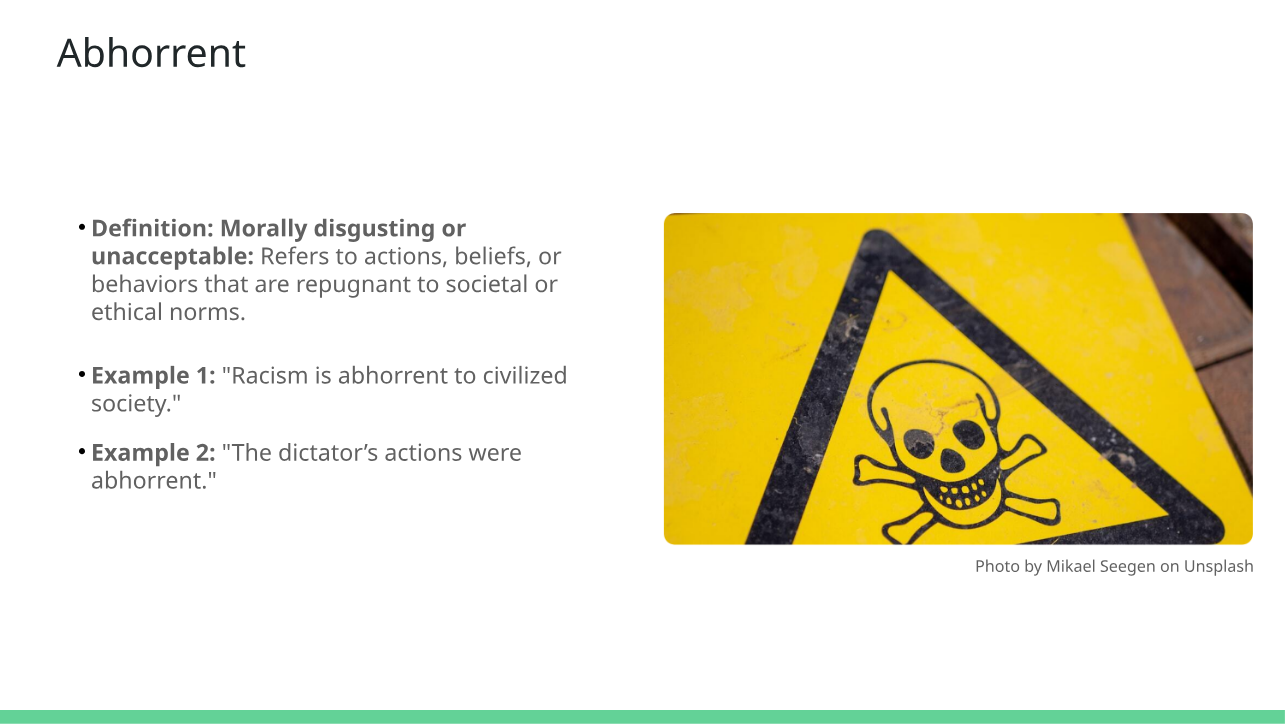 Abhorrent
• Definition: Morally disgusting or
unacceptable: Refers to actions, beliefs, or
behaviors that are repugnant to societal or
ethical norms.
• Example 1: "Racism is abhorrent to civilized
society."
• Example 2: "The dictator’s actions were
abhorrent."
Photo by Mikael Seegen on Unsplash